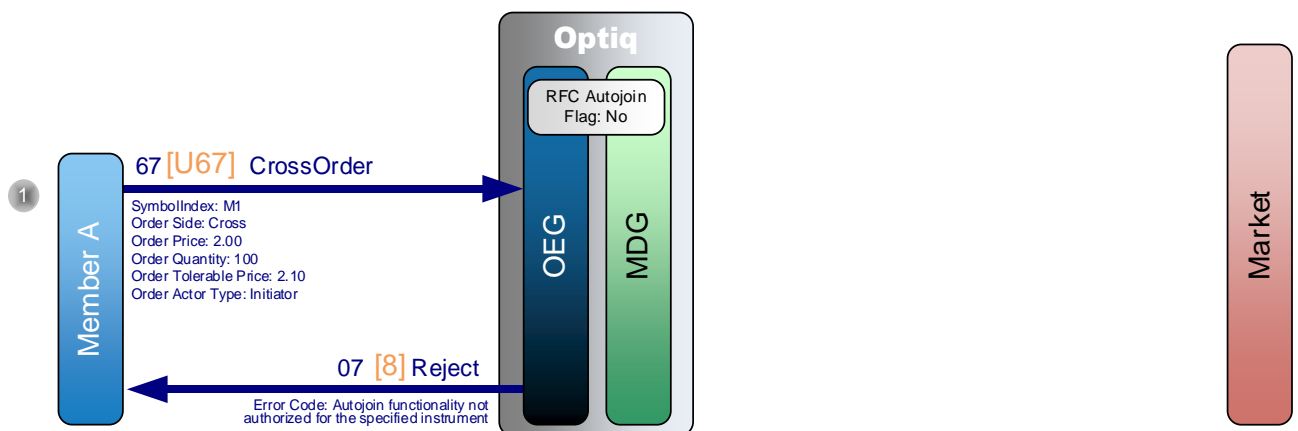 Optiq
RFC Autojoin
Flag: No
67 [U67] CrossOrder
1
SymbolIndex: M1
Order Side: Cross
Order Price: 2.00
Order Quantity: 100
Order Tolerable Price: 2.10
Order Actor Type: Initiator
Member A
OEG
MDG
Market
07 [8] Reject
Error Code: Autojoin functionality not
authorized for the specified instrument